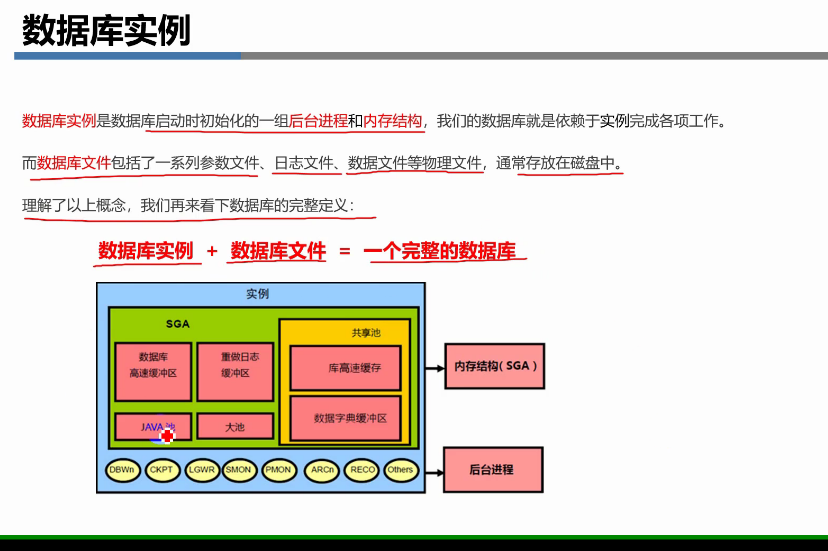 数据库实例
数据库实例是数据库启动时初始化的一组后台进程和内存结构，我们的数据库就是依赖于实例完成各项工作。
而数据库文件包括了一系列参数文件、日志文件、数据文件等物理文件，通常存放在磁盘中。
理解了以上概念，我们再来看下数据库的完整定义：
数据库实例 + 数据库文件 = 一个完整的数据库
实例
SGA
共享池
数据库
高速缓冲区
重做日志
缓冲区
库高速缓存
内存结构（SGA）
数据字典缓冲区
JAVA池
大池
DBWn CKPT LGWR SMON PMON ARCn RECO Others
后台进程